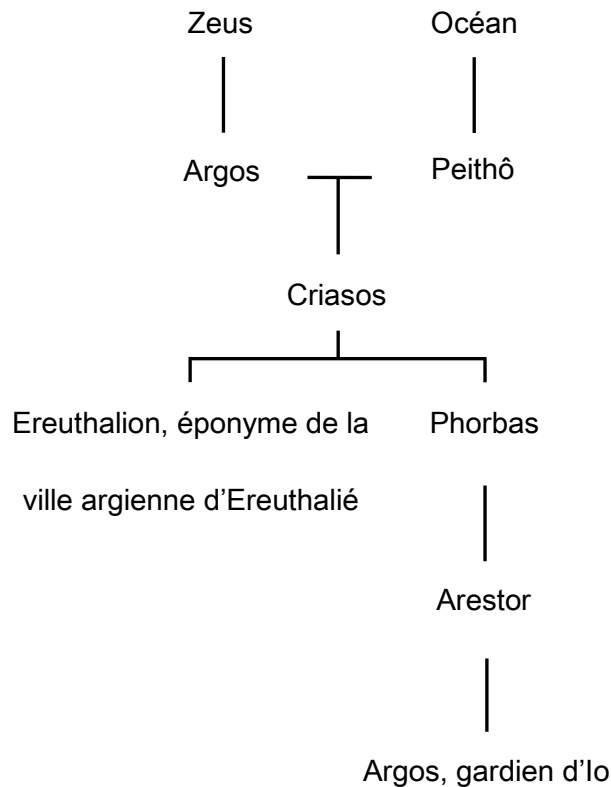 Zeus Océan
Argos Peithô
Criasos
Ereuthalion, éponyme de la Phorbas
ville argienne d'Ereuthalié
Arestor
Argos, gardien d'Io